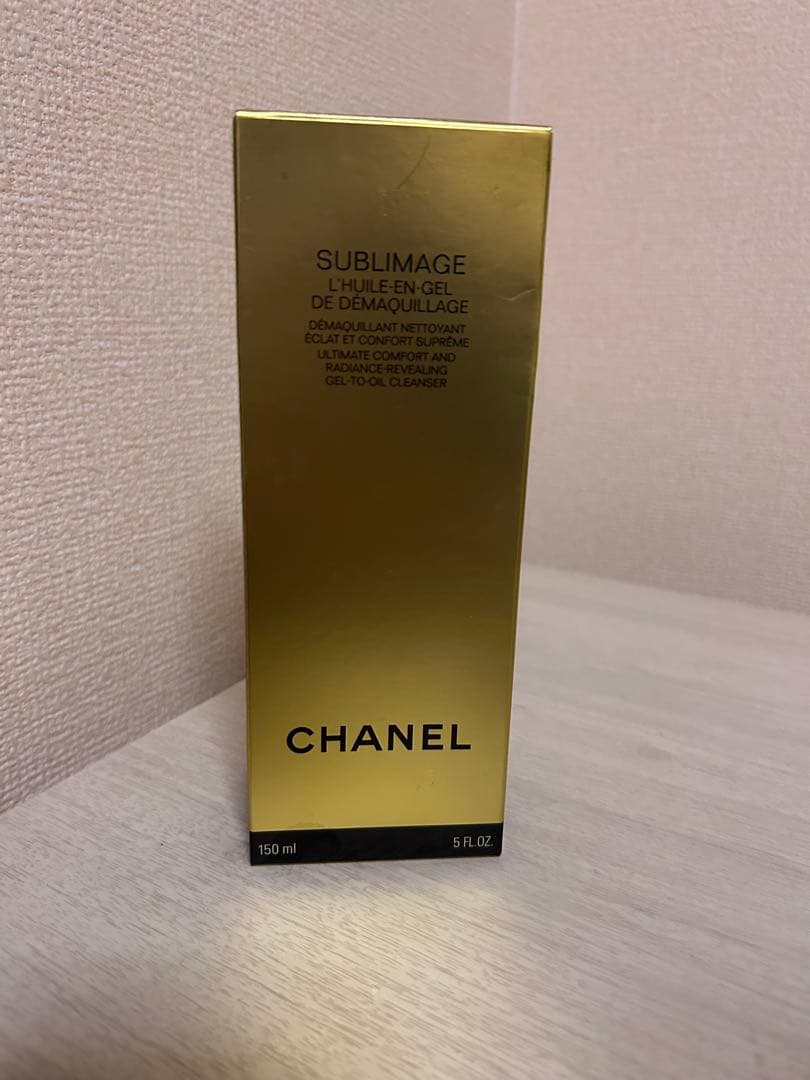 SUBLIMAGE
L'HUILE-EN-GEL
DE DÉMAQUILLAGE
DÉMAQUILLANT NETTOYANT
ÉCLAT ET CONFORT SUPRÊME
ULTIMATE COMFORT AND
RADIANCE-REVEALING
GEL-TO-OIL CLEANSER
CHANEL
150 ml 5 FL.OZ.